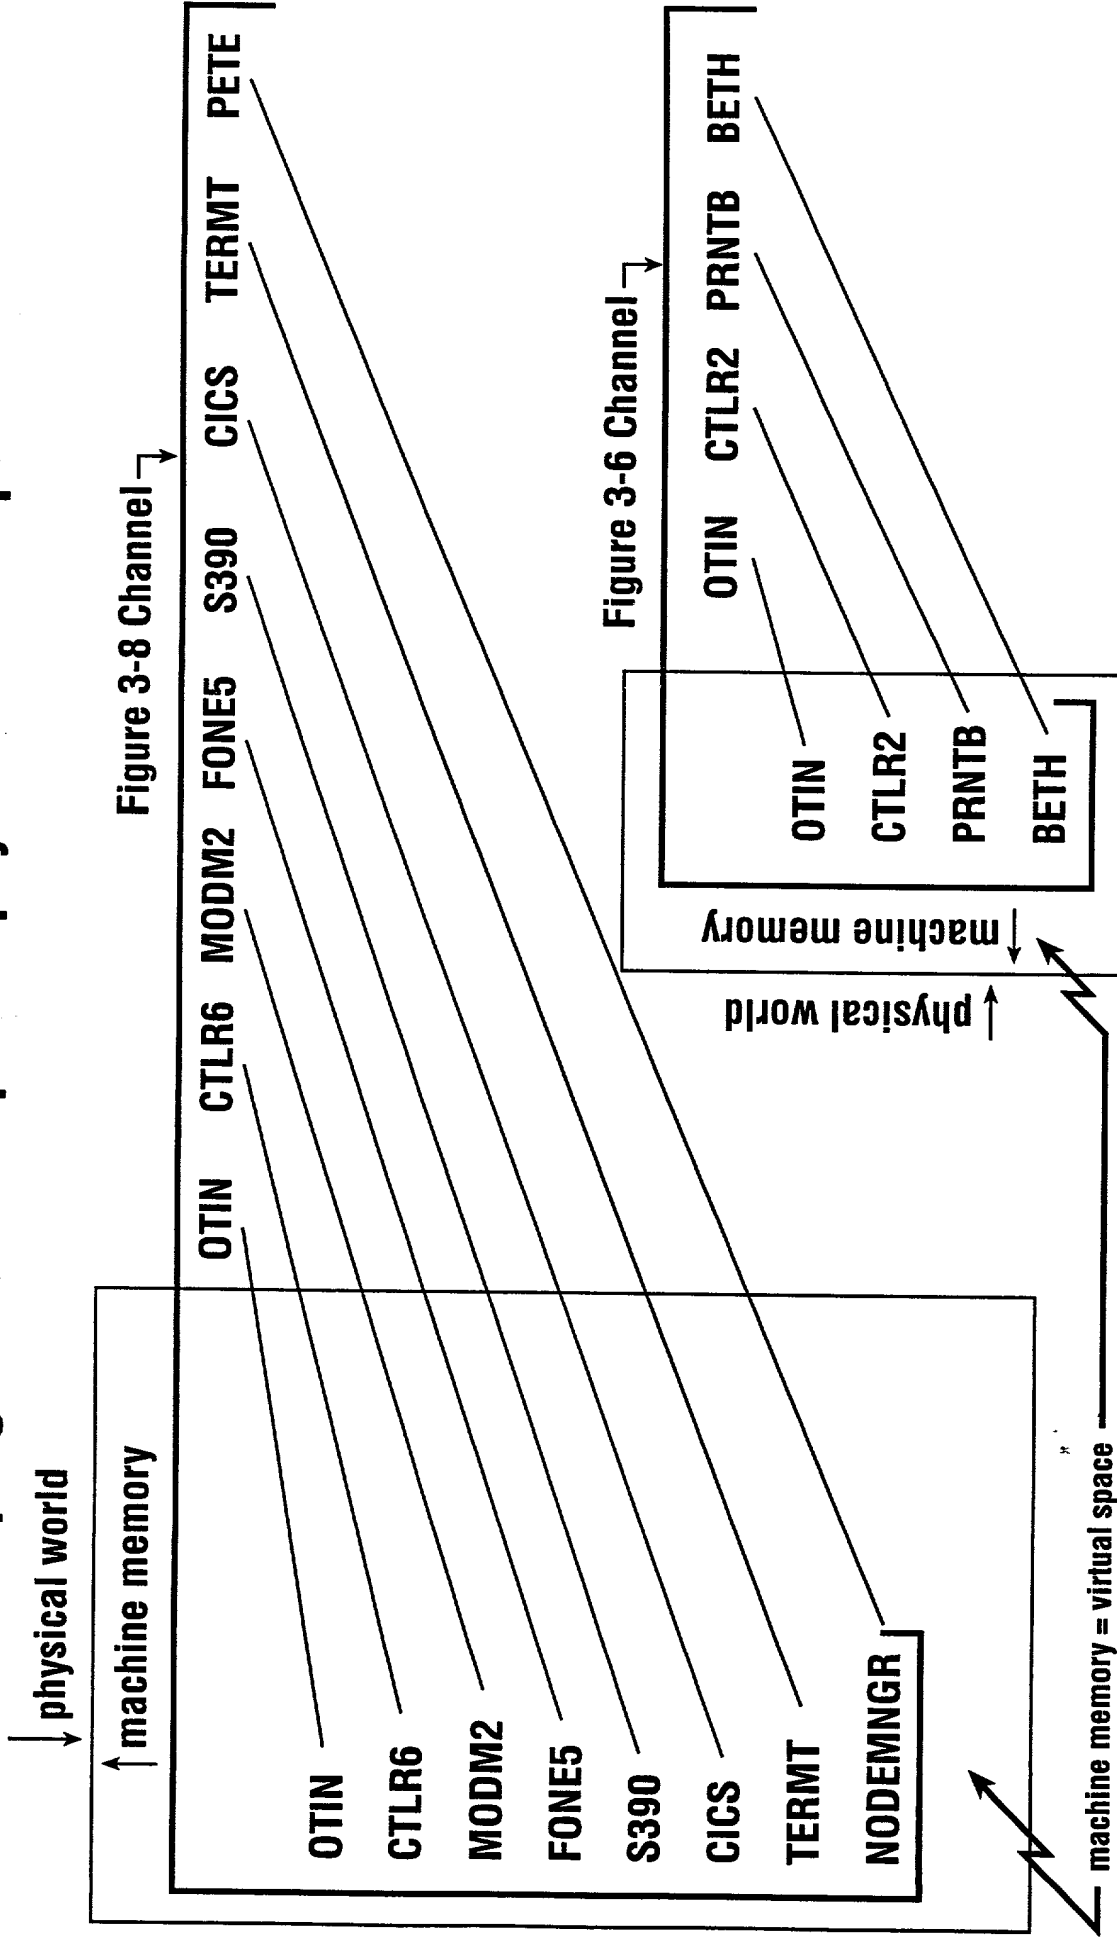 physical world
machine memory
Figure 3-8 Channel
OTIN CTLR6 MODM2 FONE5 S390 CICS TERMT PETE
OTIN
CTLR6
MODM2
FONE5
S390
CICS
TERMT
NODEMNGR
Figure 3-6 Channel
OTIN CTLR2 PRNTB BETH
OTIN
CTLR2
PRNTB
BETH
machine memory
physical world
machine memory = virtual space